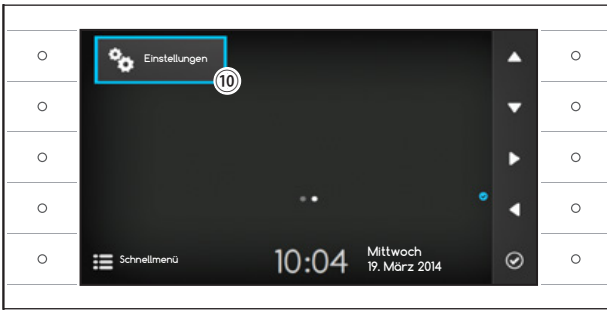 Einstellungen
10
Schnellmenü
10:04
Mittwoch
19. März 2014